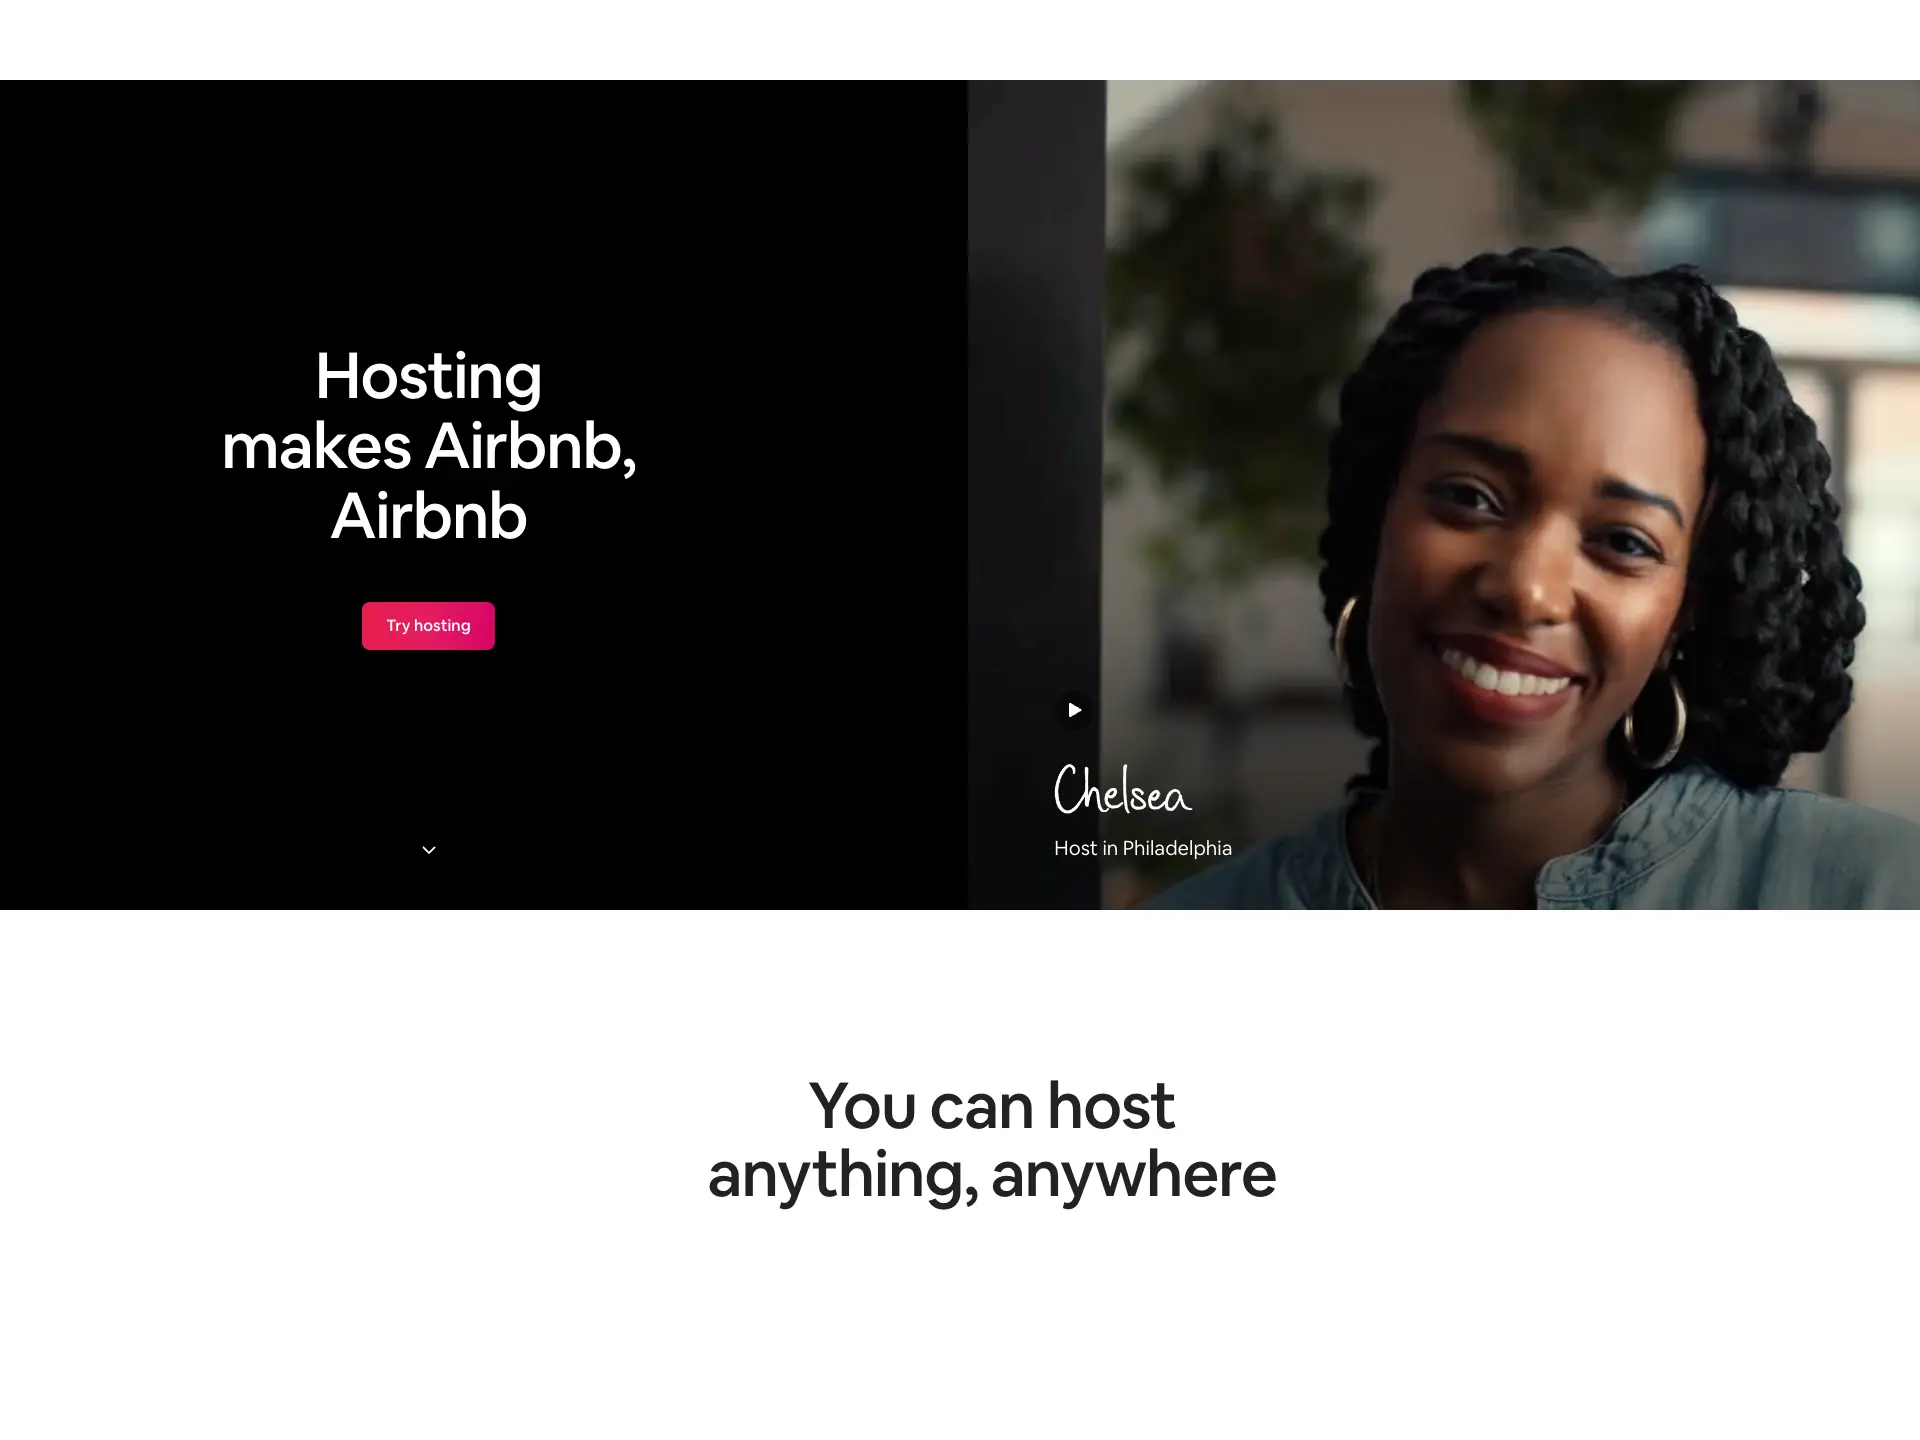 Hosting
makes Airbnb,
Airbnb
Try hosting
Chelsea
Host in Philadelphia
You can host
anything, anywhere